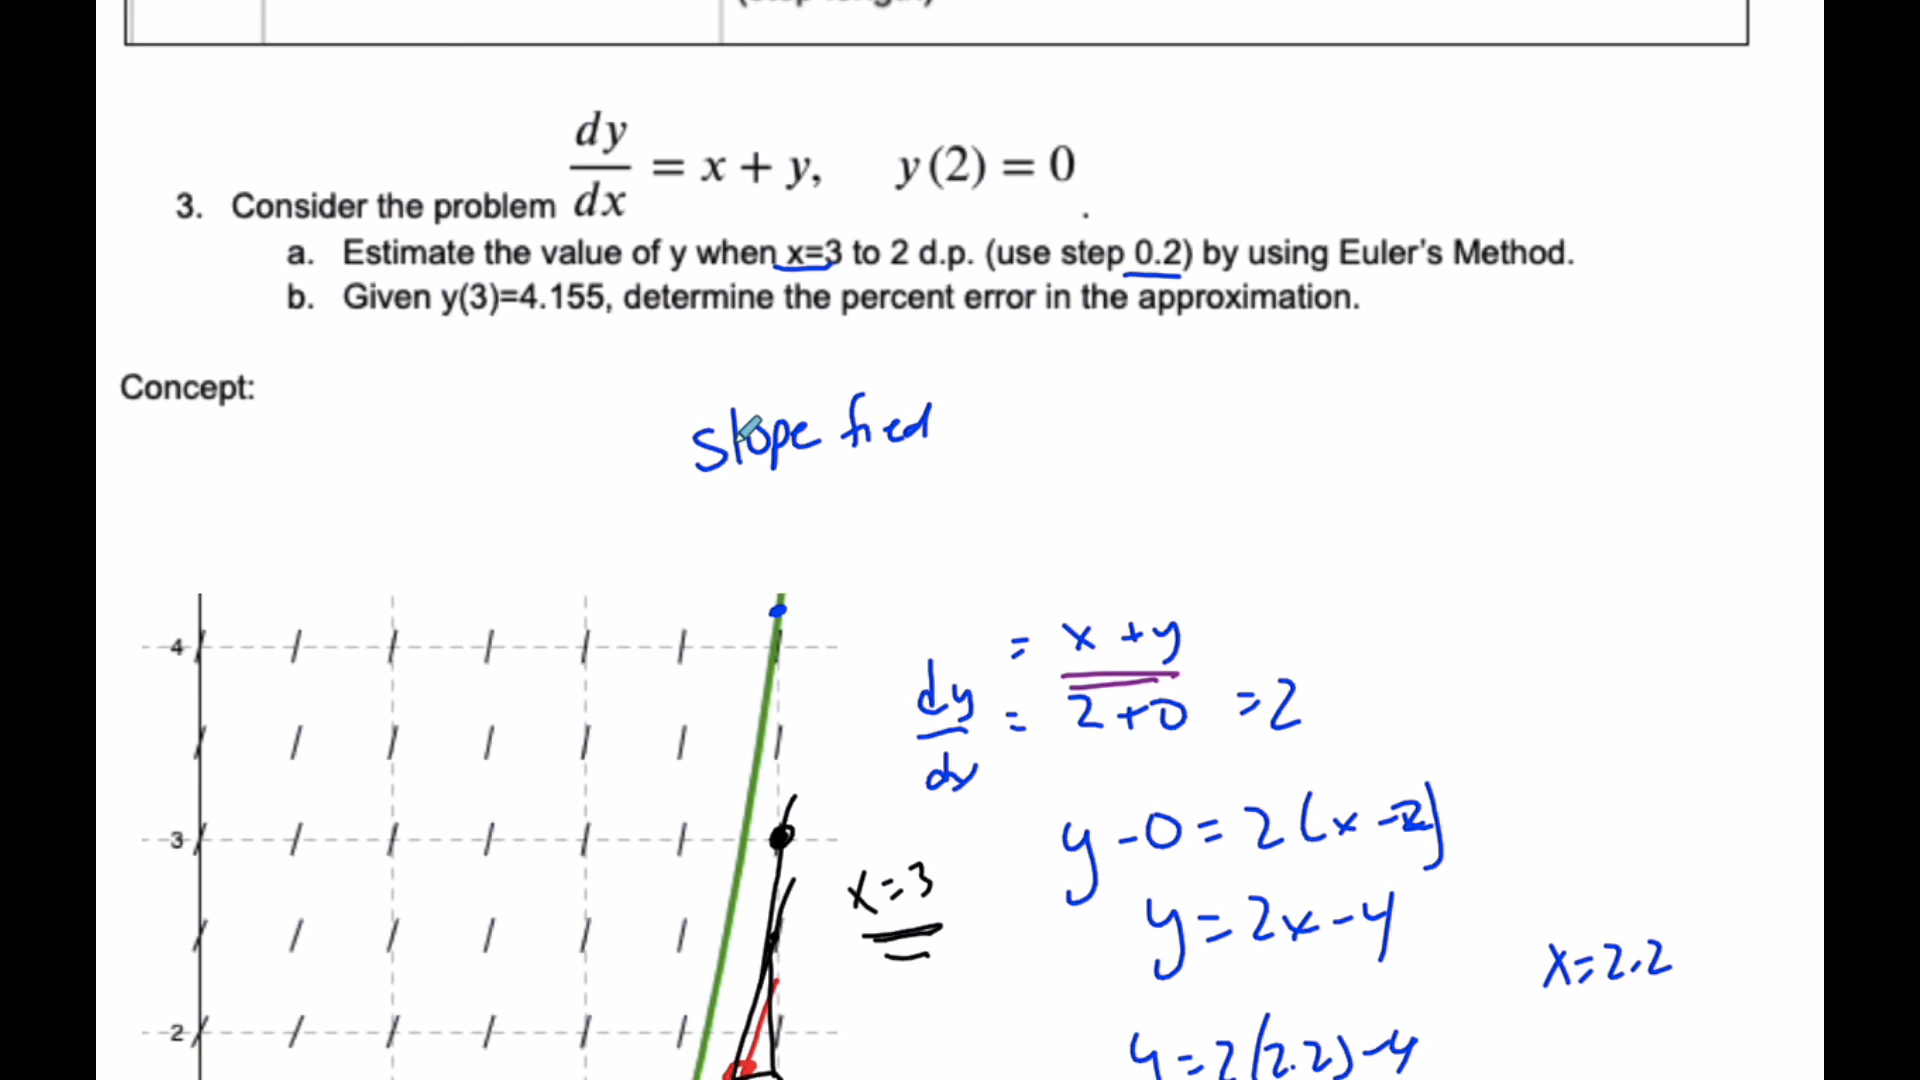 dy/dx = x + y, y(2) = 0
3. Consider the problem .
a. Estimate the value of y when x=3 to 2 d.p. (use step 0.2) by using Euler's Method.
b. Given y(3)=4.155, determine the percent error in the approximation.
Concept:
slope fied
4
3
2
= x + y
dy/dx = 2 + 0 = 2
y - 0 = 2(x - 2)
x = 3
y = 2x - 4
x = 2.2
y = 2(2.2) - 4